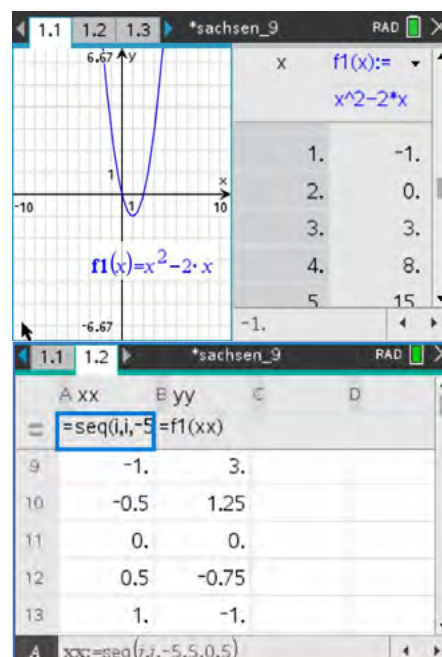 1.1 1.2 1.3 *sachsen_9 RAD
6.67 y
x f1(x):=
x^2-2*x
1. -1.
2. 0.
3. 3.
4. 8.
5 15
1
x
-10 1 10
f1(x)=x²-2·x
-6.67
-1.
1.1 1.2 *sachsen_9 RAD
A xx B yy C D
= =seq(i,i,-5 =f1(xx)
9 -1. 3.
10 -0.5 1.25
11 0. 0.
12 0.5 -0.75
13 1. -1.
A xx:=seq(i,i,-5,5,0.5)